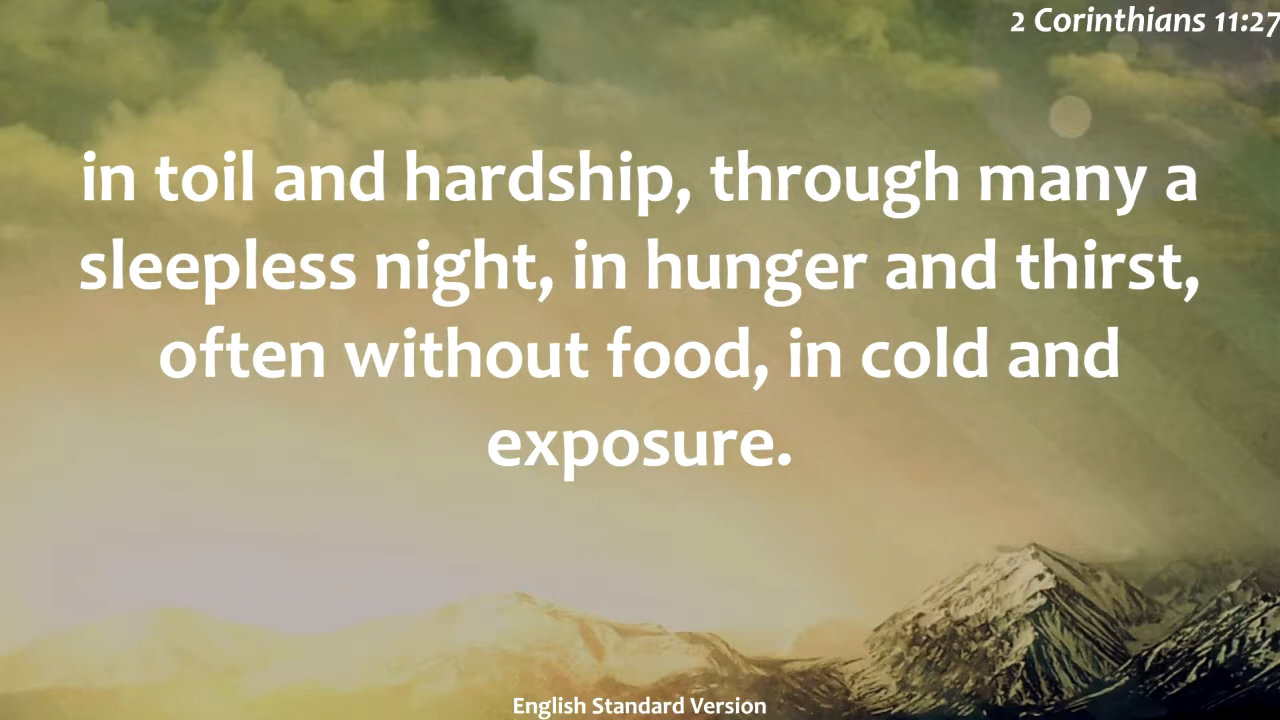 2 Corinthians 11:27
in toil and hardship, through many a
sleepless night, in hunger and thirst,
often without food, in cold and
exposure.
English Standard Version